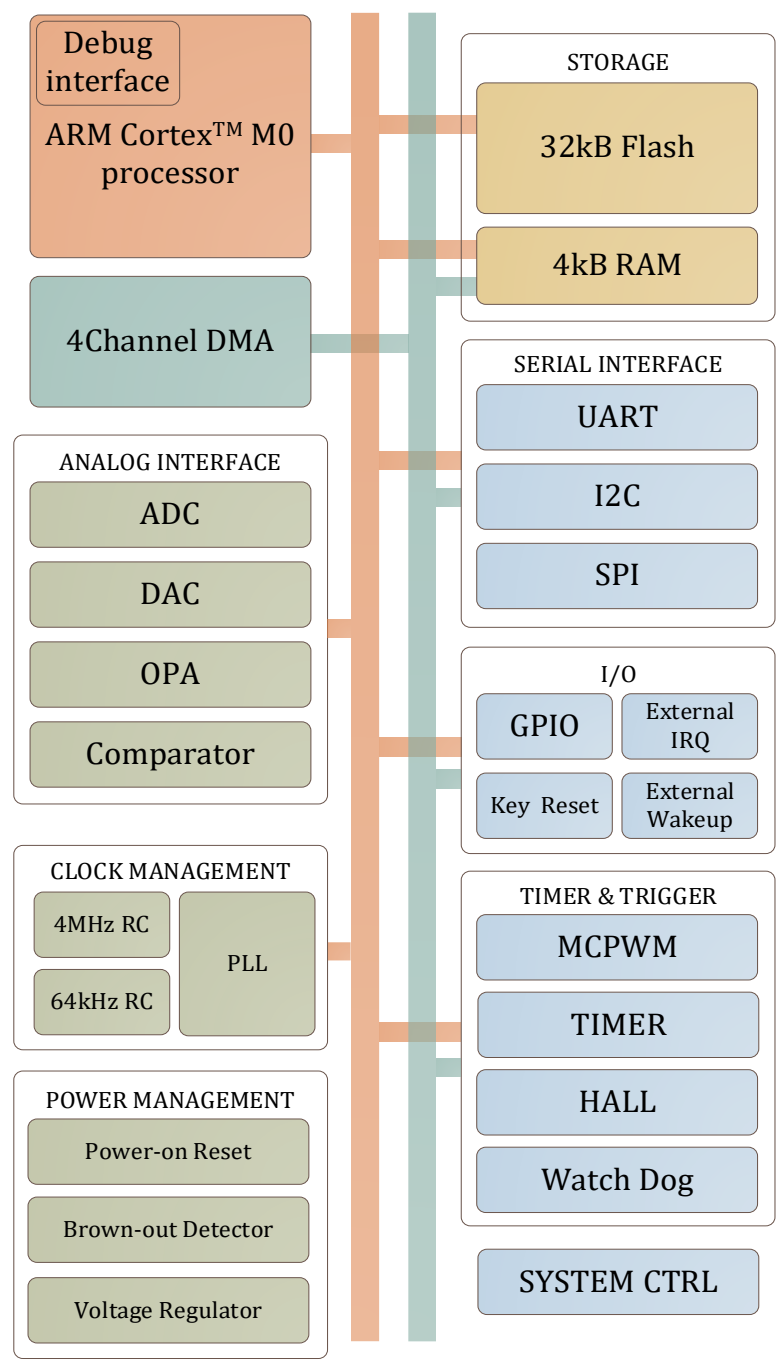 Debug
interface
ARM Cortex™ M0
processor
4Channel DMA
ANALOG INTERFACE
ADC
DAC
OPA
Comparator
CLOCK MANAGEMENT
4MHz RC
64kHz RC
PLL
POWER MANAGEMENT
Power-on Reset
Brown-out Detector
Voltage Regulator
STORAGE
32kB Flash
4kB RAM
SERIAL INTERFACE
UART
I2C
SPI
I/O
GPIO
External
IRQ
Key Reset
External
Wakeup
TIMER & TRIGGER
MCPWM
TIMER
HALL
Watch Dog
SYSTEM CTRL